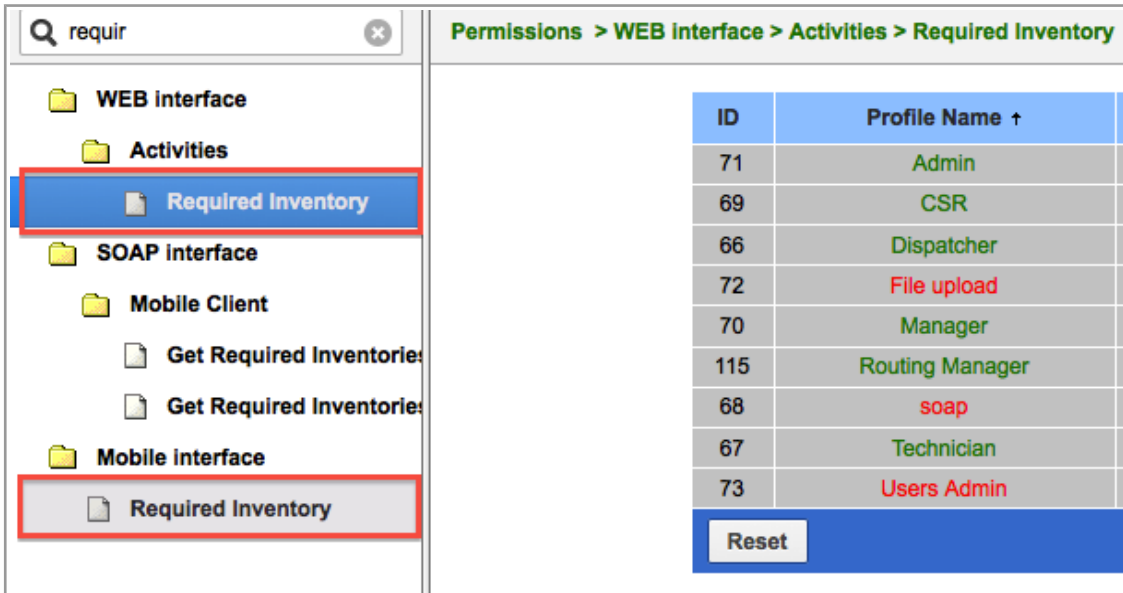 requir
WEB interface
Activities
Required Inventory
SOAP interface
Mobile Client
Get Required Inventories
Get Required Inventories
Mobile interface
Required Inventory
Permissions > WEB interface > Activities > Required Inventory
ID Profile Name ↑
71 Admin
69 CSR
66 Dispatcher
72 File upload
70 Manager
115 Routing Manager
68 soap
67 Technician
73 Users Admin
Reset